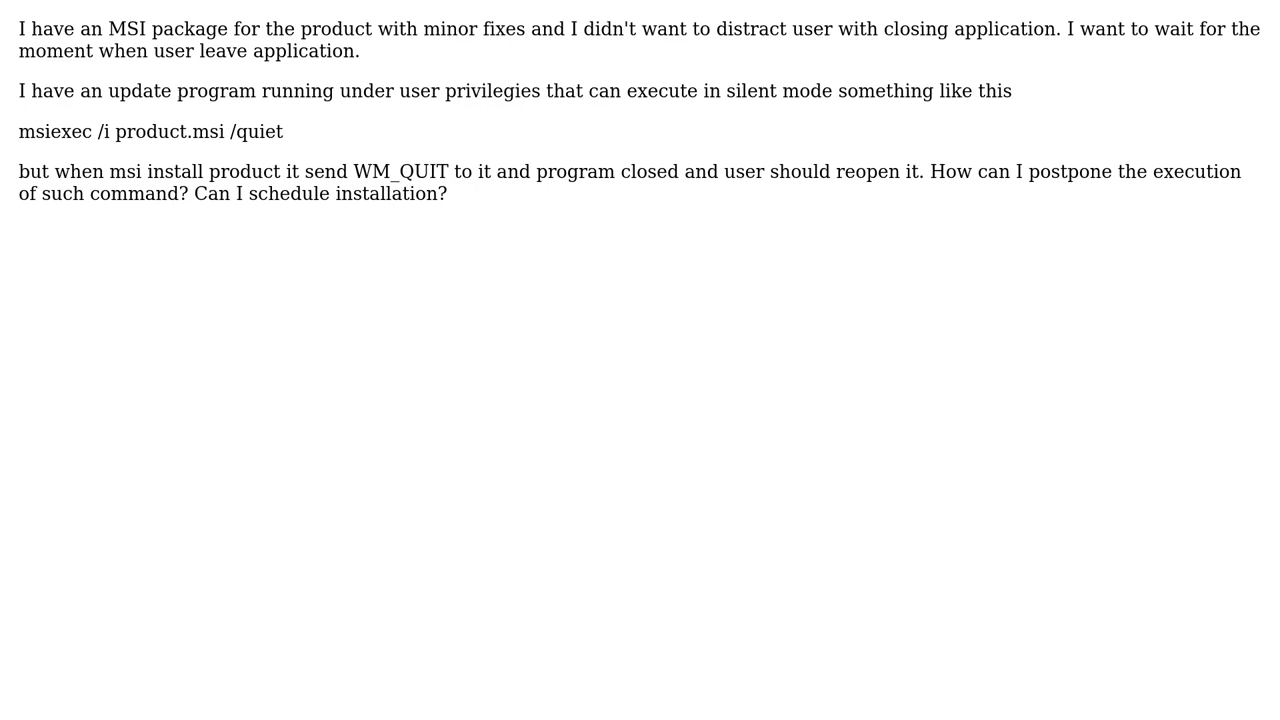 I have an MSI package for the product with minor fixes and I didn't want to distract user with closing application. I want to wait for the
moment when user leave application.
I have an update program running under user privilegies that can execute in silent mode something like this
msiexec /i product.msi /quiet
but when msi install product it send WM_QUIT to it and program closed and user should reopen it. How can I postpone the execution
of such command? Can I schedule installation?